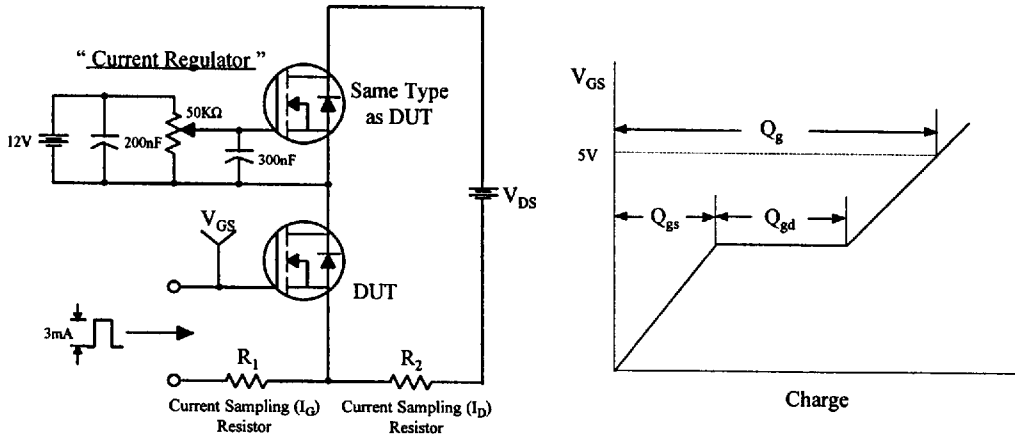 “ Current Regulator ”
12V
200nF
50KΩ
300nF
Same Type
as DUT
V_DS
V_GS
DUT
3mA
R_1
R_2
Current Sampling (I_G)
Resistor
Current Sampling (I_D)
Resistor
V_GS
Q_g
5V
Q_gs
Q_gd
Charge